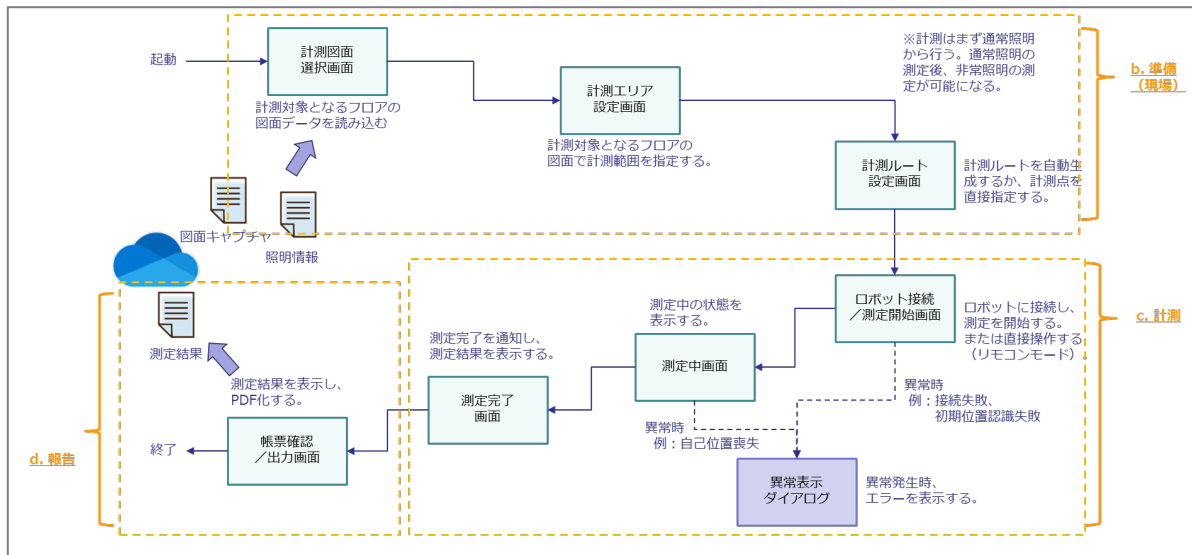 起動
計測図面
選択画面
計測対象となるフロアの
図面データを読み込む
計測エリア
設定画面
計測対象となるフロアの
図面で計測範囲を指定する。
※計測はまず通常照明
から行う。通常照明の
測定後、非常照明の測
定が可能になる。
b. 準備
(現場)
計測ルート
設定画面
計測ルートを自動生
成するか、計測点を
直接指定する。
図面キャプチャ
照明情報
ロボット接続
／測定開始画面
ロボットに接続し、
測定を開始する。
または直接操作する
（リモコンモード）。
c. 計測
測定中の状態を
表示する。
測定中画面
測定完了を通知し、
測定結果を表示する。
測定完了
画面
異常時
例：接続失敗、
初期位置認識失敗
異常時
例：自己位置喪失
異常表示
ダイアログ
異常発生時、
エラーを表示する。
測定結果
測定結果を表示し、
PDF化する。
帳票確認
／出力画面
終了
d. 報告